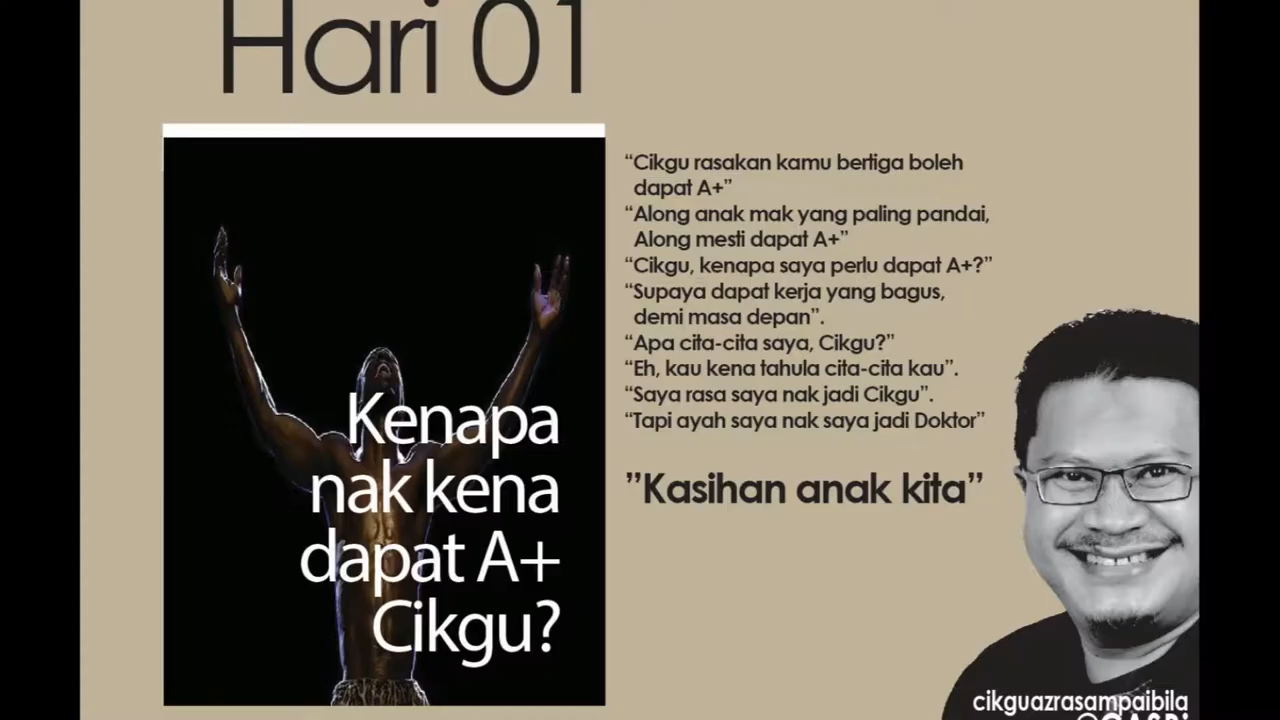 Hari 01
Kenapa
nak kena
dapat A+
Cikgu?
“Cikgu rasakan kamu bertiga boleh
dapat A+”
“Along anak mak yang paling pandai,
Along mesti dapat A+”
“Cikgu, kenapa saya perlu dapat A+?”
“Supaya dapat kerja yang bagus,
demi masa depan”.
“Apa cita-cita saya, Cikgu?”
“Eh, kau kena tahula cita-cita kau”.
“Saya rasa saya nak jadi Cikgu”.
“Tapi ayah saya nak saya jadi Doktor”
”Kasihan anak kita”
cikguazrasampaibila